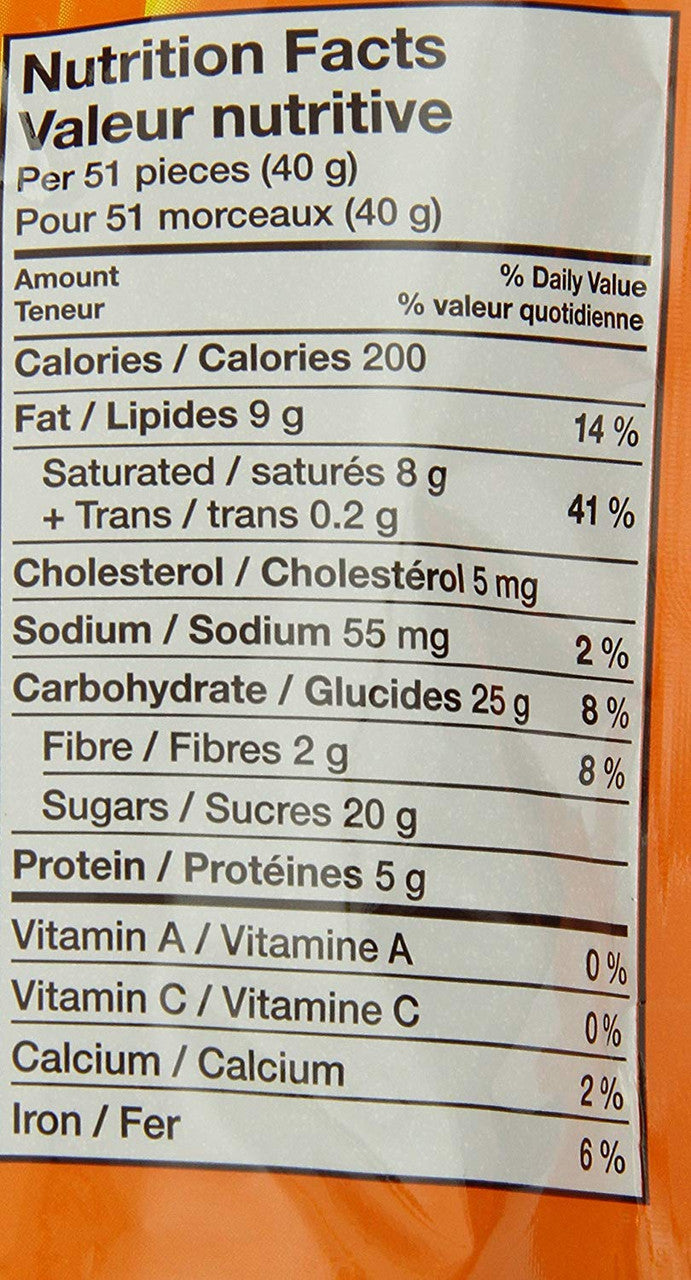 Nutrition Facts
Valeur nutritive
Per 51 pieces (40 g)
Pour 51 morceaux (40 g)
Amount % Daily Value
Teneur % valeur quotidienne
Calories / Calories 200
Fat / Lipides 9 g 14 %
Saturated / saturés 8 g
+ Trans / trans 0.2 g 41 %
Cholesterol / Cholestérol 5 mg
Sodium / Sodium 55 mg 2 %
Carbohydrate / Glucides 25 g 8 %
Fibre / Fibres 2 g 8 %
Sugars / Sucres 20 g
Protein / Protéines 5 g
Vitamin A / Vitamine A 0 %
Vitamin C / Vitamine C 0 %
Calcium / Calcium 2 %
Iron / Fer 6 %